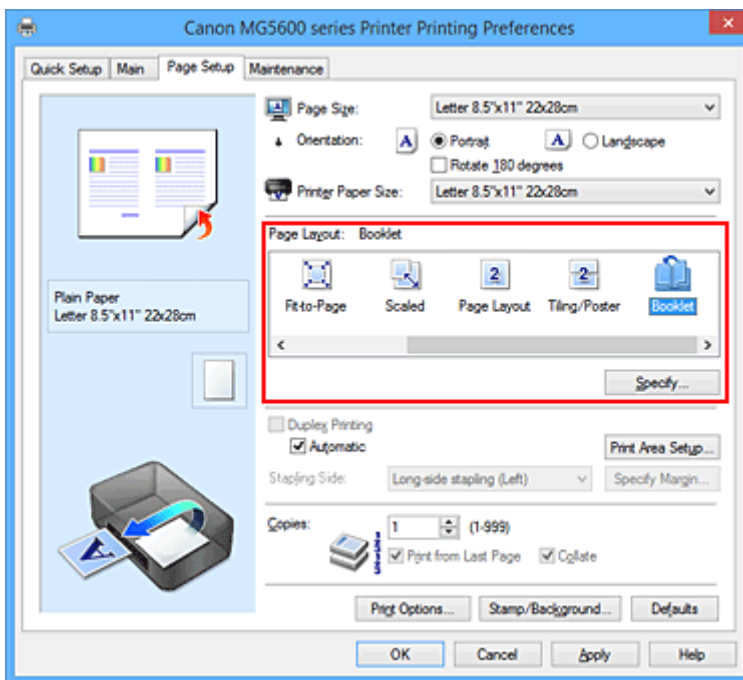 Canon MG5600 series Printer Printing Preferences
Quick Setup Main Page Setup Maintenance
Page Size: Letter 8.5"x11" 22x28cm
Orientation: A Portrait A Landscape
Rotate 180 degrees
Printer Paper Size: Letter 8.5"x11" 22x28cm
Page Layout: Booklet
Fit-to-Page Scaled Page Layout Tiling/Poster Booklet
Plain Paper
Letter 8.5"x11" 22x28cm
Specify...
Duplex Printing
Automatic Print Area Setup...
Stapling Side: Long-side stapling (Left) Specify Margin...
Copies: 1 (1-999)
Print from Last Page Collate
Print Options... Stamp/Background... Defaults
OK Cancel Apply Help